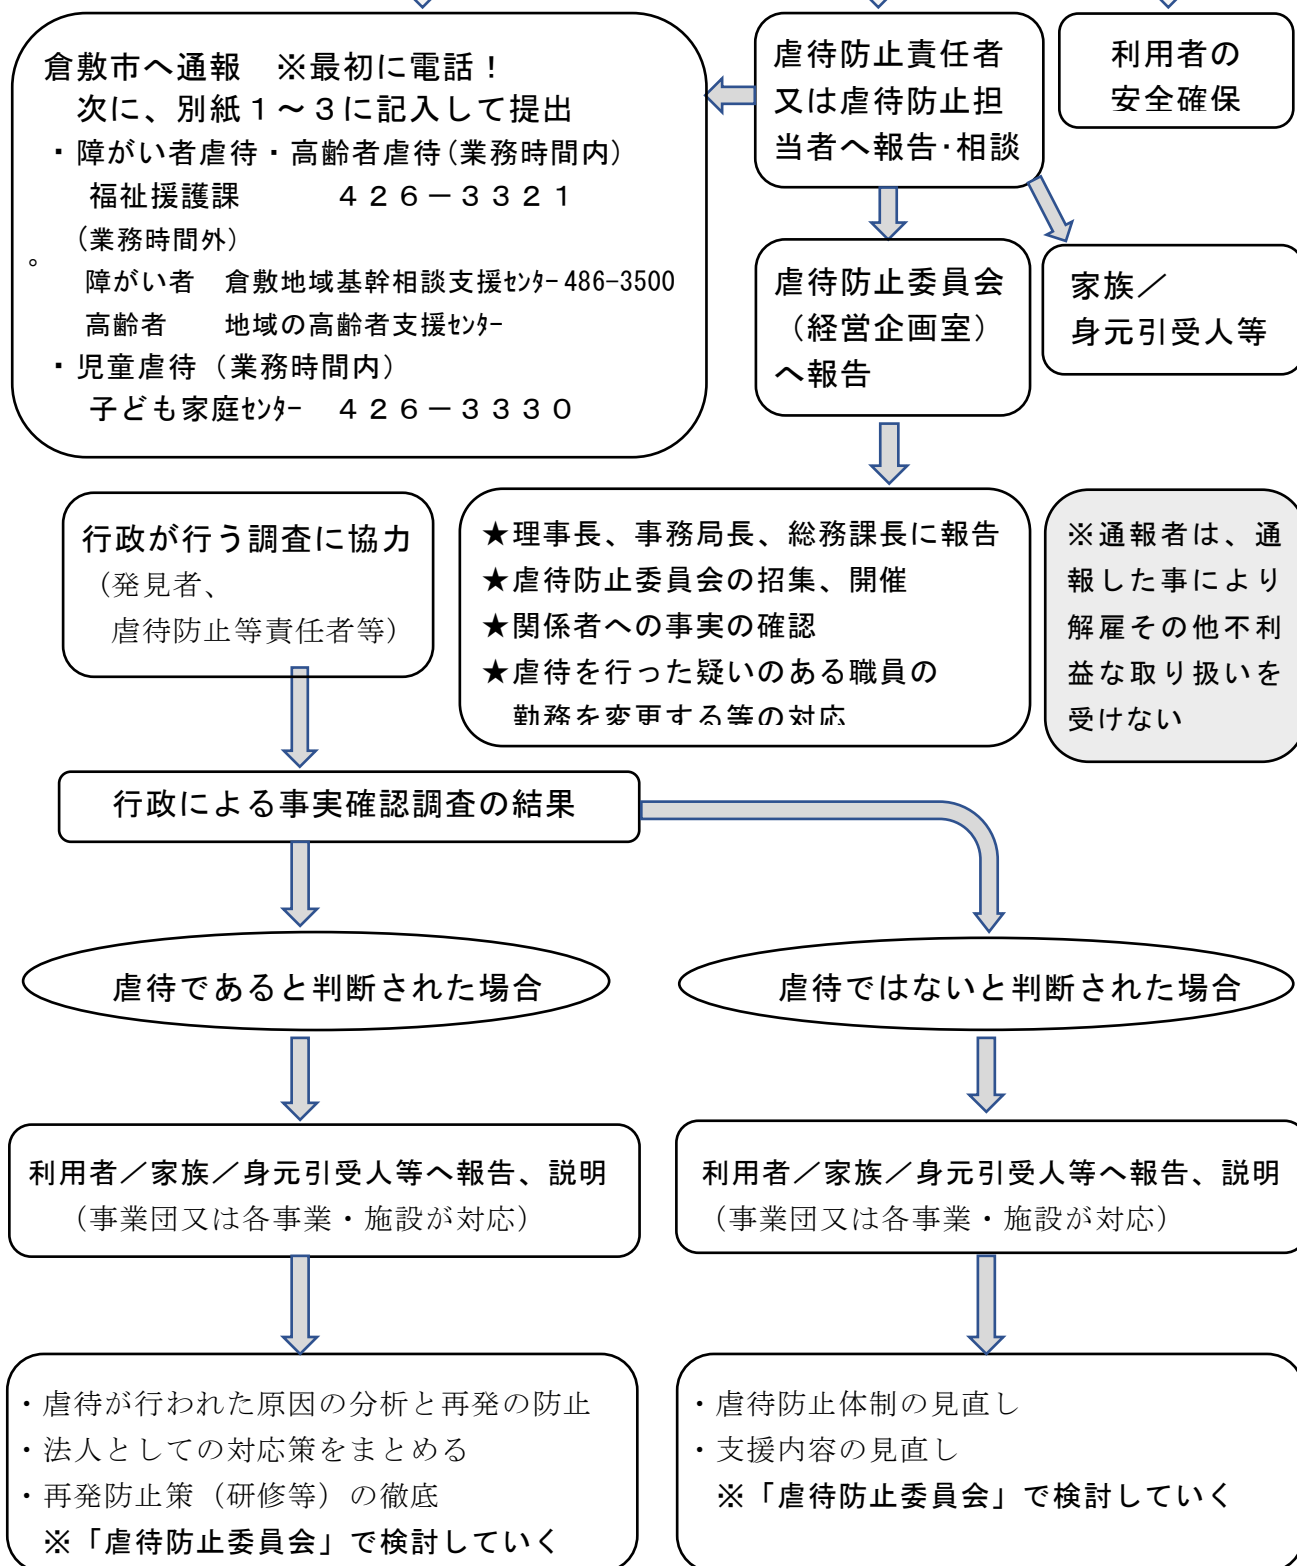 倉敷市へ通報　※最初に電話！
次に、別紙１～３に記入して提出
・障がい者虐待・高齢者虐待(業務時間内)
福祉援護課　　　４２６－３３２１
（業務時間外）
。
障がい者　倉敷地域基幹相談支援ｾﾝﾀｰ 486-3500
高齢者　　地域の高齢者支援ｾﾝﾀｰ
・児童虐待（業務時間内）
子ども家庭ｾﾝﾀｰ　４２６－３３３０
虐待防止責任者
又は虐待防止担
当者へ報告・相談
利用者の
安全確保
虐待防止委員会
（経営企画室）
へ報告
家族／
身元引受人等
行政が行う調査に協力
（発見者、
虐待防止等責任者等）
★理事長、事務局長、総務課長に報告
★虐待防止委員会の招集、開催
★関係者への事実の確認
★虐待を行った疑いのある職員の
勤務を変更する等の対応
※通報者は、通
報した事により
解雇その他不利
益な取り扱いを
受けない
行政による事実確認調査の結果
虐待であると判断された場合
虐待ではないと判断された場合
利用者／家族／身元引受人等へ報告、説明
（事業団又は各事業・施設が対応）
利用者／家族／身元引受人等へ報告、説明
（事業団又は各事業・施設が対応）
・虐待が行われた原因の分析と再発の防止
・法人としての対応策をまとめる
・再発防止策（研修等）の徹底
※「虐待防止委員会」で検討していく
・虐待防止体制の見直し
・支援内容の見直し
※「虐待防止委員会」で検討していく